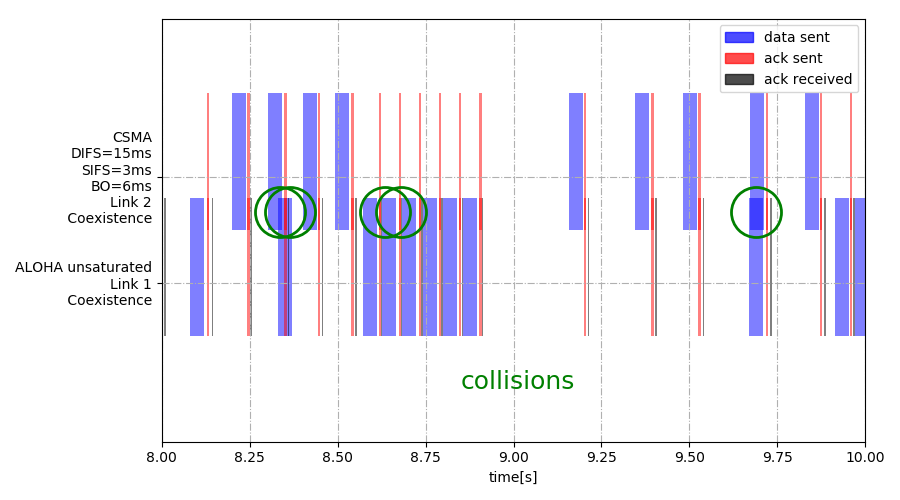 data sent
ack sent
ack received
CSMA
DIFS=15ms
SIFS=3ms
BO=6ms
Link 2
Coexistence
ALOHA unsaturated
Link 1
Coexistence
collisions
8.00 8.25 8.50 8.75 9.00 9.25 9.50 9.75 10.00
time[s]